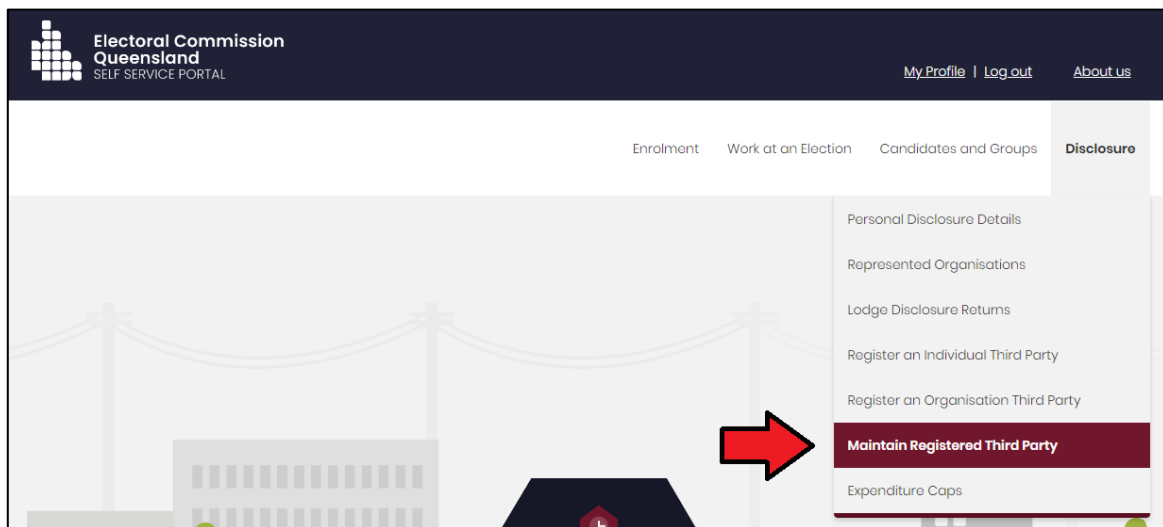 Electoral Commission
Queensland
SELF SERVICE PORTAL
My Profile | Log out About us
Enrolment Work at an Election Candidates and Groups Disclosure
Personal Disclosure Details
Represented Organisations
Lodge Disclosure Returns
Register an Individual Third Party
Register an Organisation Third Party
Maintain Registered Third Party
Expenditure Caps